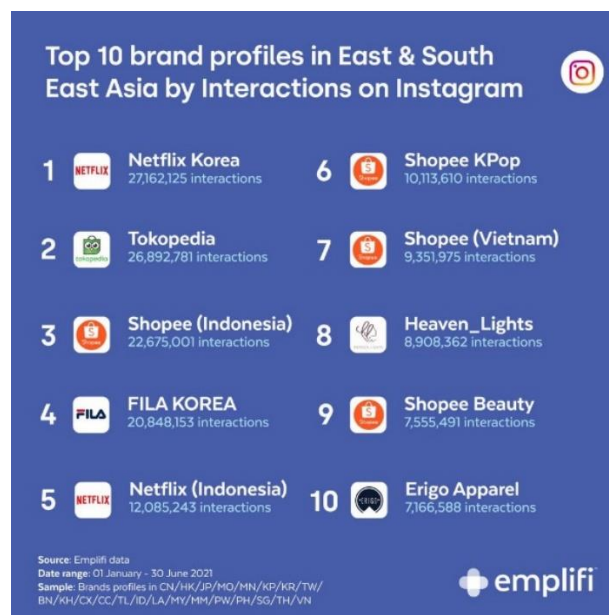 Top 10 brand profiles in East & South
East Asia by Interactions on Instagram
1
NETFLIX
Netflix Korea
27,162,125 interactions
2
tokopedia
Tokopedia
26,892,781 interactions
3
S
Shopee
Shopee (Indonesia)
22,675,001 interactions
4
FILA
FILA KOREA
20,848,153 interactions
5
NETFLIX
Netflix (Indonesia)
12,085,243 interactions
6
S
Shopee
Shopee KPop
10,113,610 interactions
7
S
Shopee
Shopee (Vietnam)
9,351,975 interactions
8
Heaven_Lights
8,908,362 interactions
9
S
Shopee
Shopee Beauty
7,555,491 interactions
10
ERIGO
Erigo Apparel
7,166,588 interactions
Source: Emplifi data
Date range: 01 January - 30 June 2021
Sample: Brands profiles in CN/HK/JP/MO/MN/KP/KR/TW/
BN/KH/CX/CC/TL/ID/LA/MY/MM/PW/PH/SG/TH/VN
emplifi